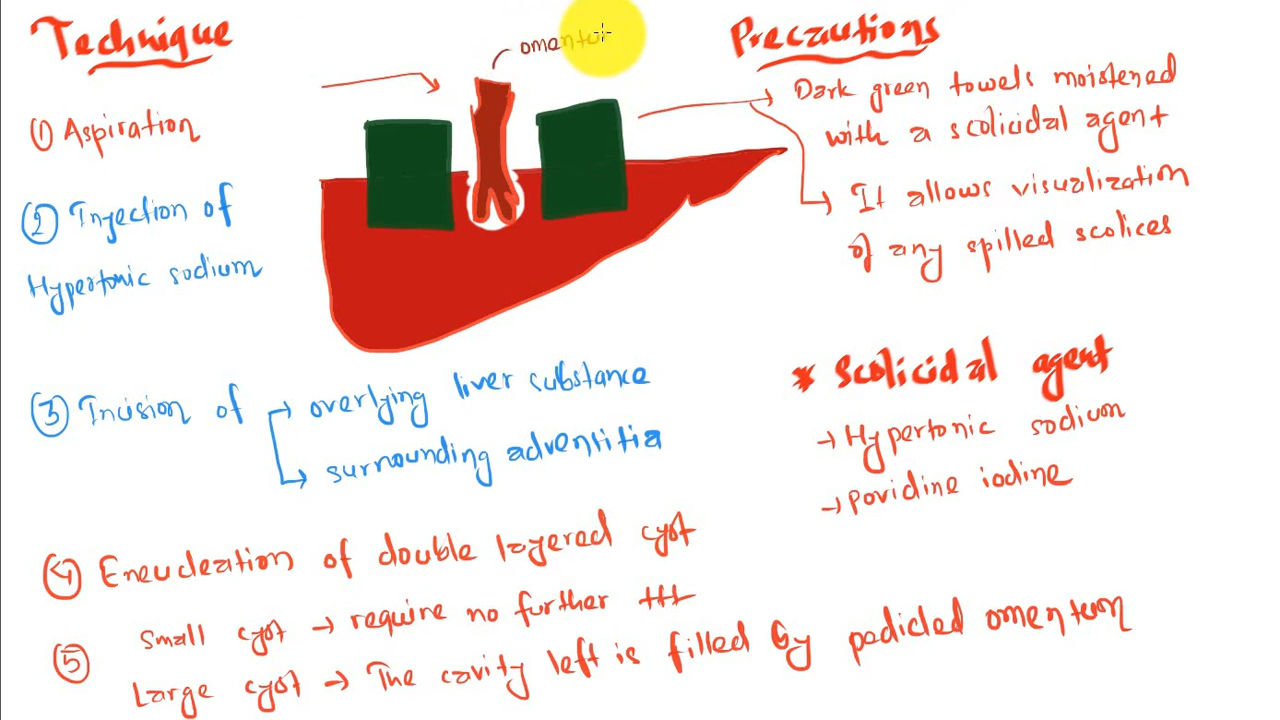 Technique
① Aspiration
② Injection of
Hypertonic sodium
omentu
Precautions
Dark green towels moistened
with a scolicidal agent
It allows visualization
of any spilled scolices
* Scolicidal agent
→ Hypertonic sodium
→ Povidine iodine
③ Incision of → overlying liver substance
→ surrounding adventitia
④ Eneucleation of double layered cyst
⑤ Small cyst → require no further ttt
Large cyst → The cavity left is filled by pedicled omentum